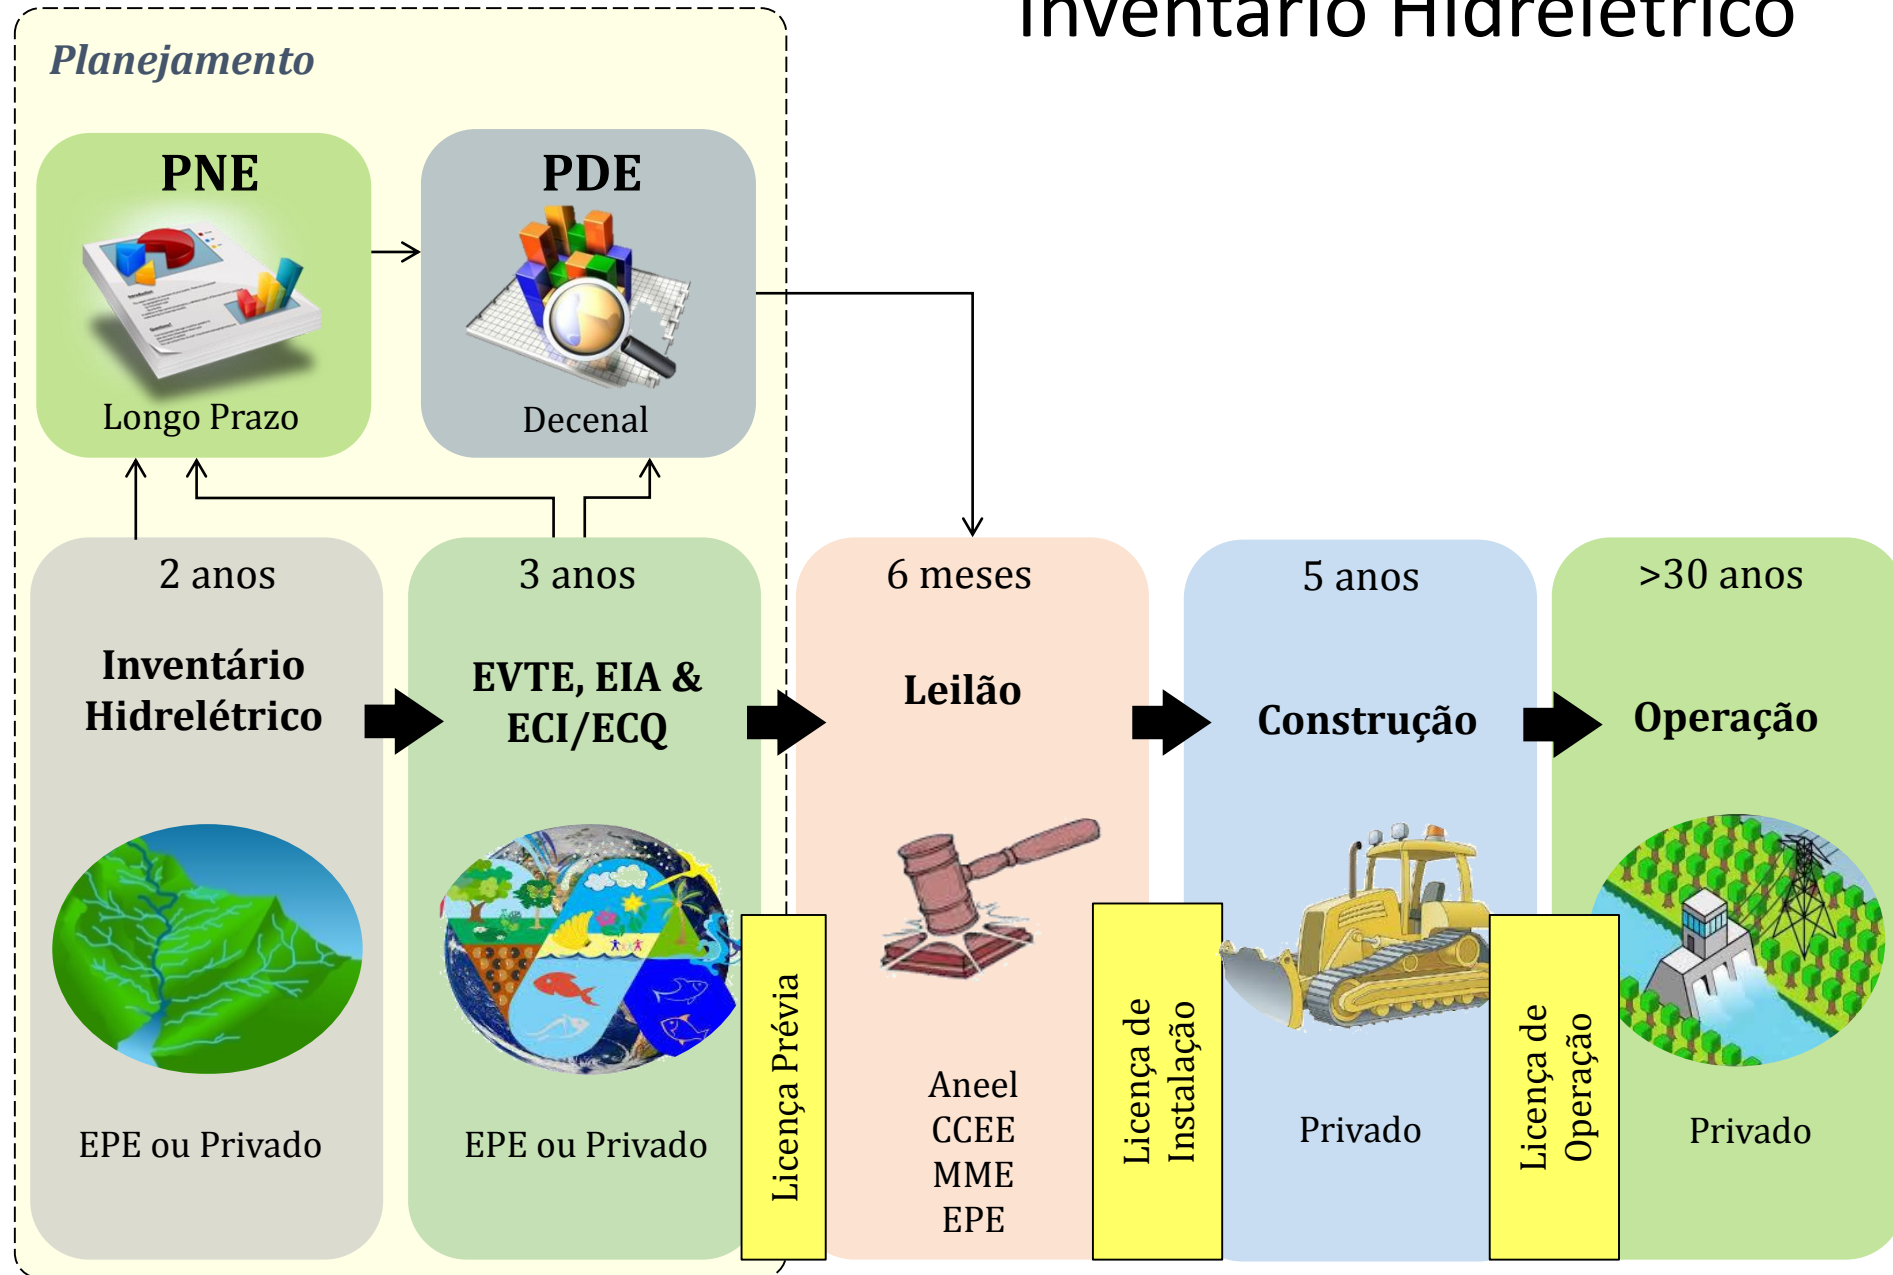 Inventário Hidrelétrico
Planejamento
PNE
Longo Prazo
PDE
Decenal
2 anos
Inventário
Hidrelétrico
EPE ou Privado
3 anos
EVTE, EIA &
ECI/ECQ
EPE ou Privado
Licença Prévia
6 meses
Leilão
Aneel
CCEE
MME
EPE
Licença de
Instalação
5 anos
Construção
Privado
Licença de
Operação
>30 anos
Operação
Privado